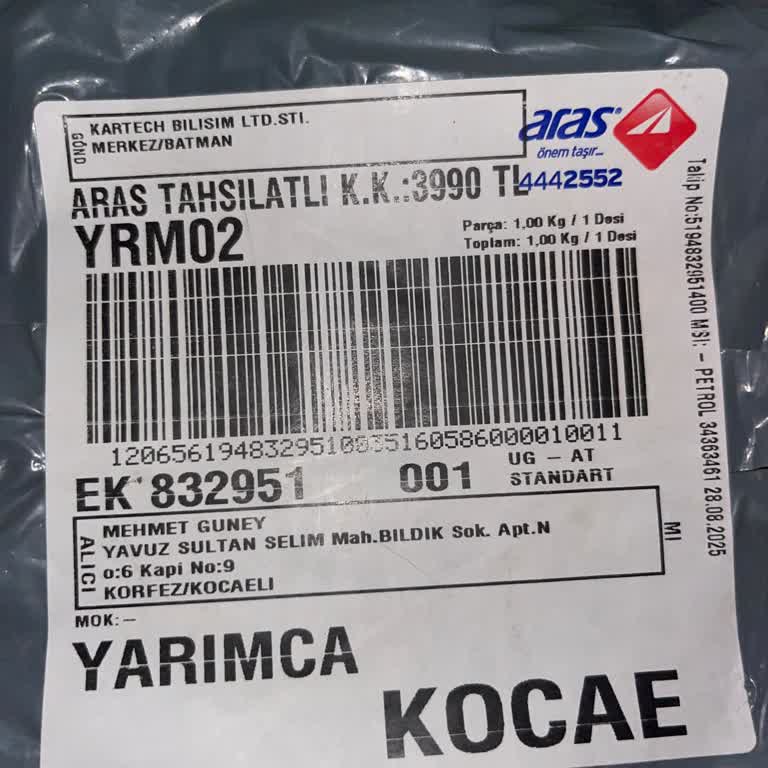 GÖND
KARTECH BILISIM LTD.STI.
MERKEZ/BATMAN
aras®
önem taşır...
4442552
ARAS TAHSILATLI K.K.:3990 TL
YRM02
Parça: 1,00 Kg / 1 Desi
Toplam: 1,00 Kg / 1 Desi
EK 832951
001
UG - AT
STANDART
ALICI
MEHMET GUNEY
YAVUZ SULTAN SELIM Mah.BILDIK Sok. Apt.N
o:6 Kapi No:9
KORFEZ/KOCAELI
MI
MOK: -
YARIMCA
KOCAE
Takip No:5194832951400 MSI: - PETROL 34363461 28.08.2025